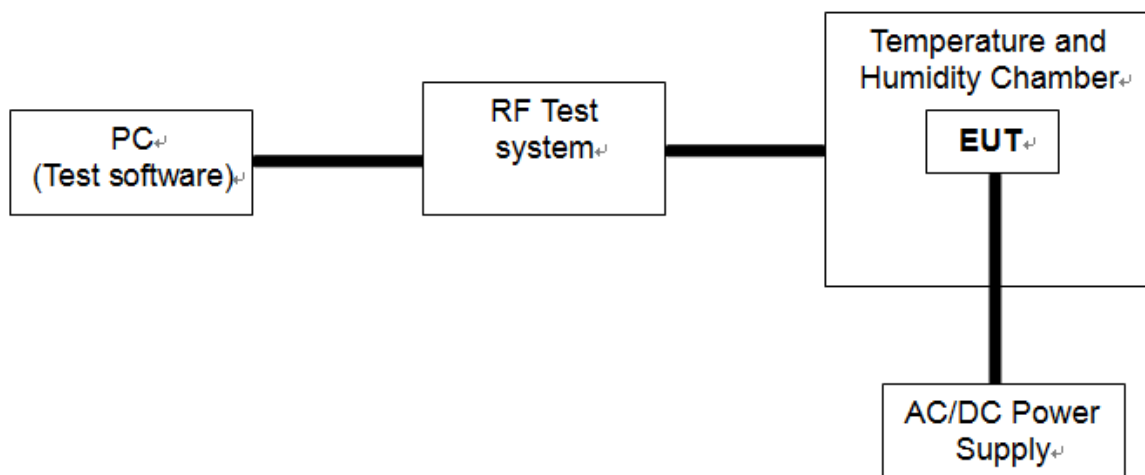 PC
(Test software)
RF Test
system
Temperature and
Humidity Chamber
EUT
AC/DC Power
Supply